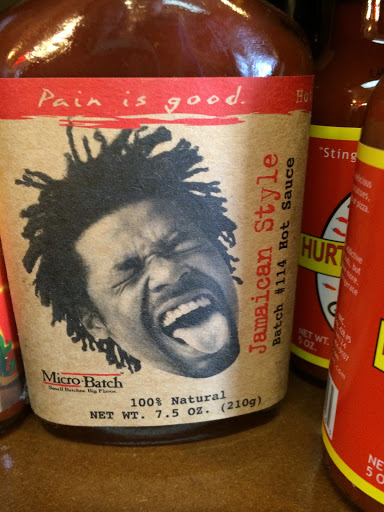 Pain is good.
Jamaican Style
Batch #114 Hot Sauce
Micro·Batch
Small Batches Big Flavor.
100% Natural
NET WT. 7.5 OZ. (210g)
"Sting
HURT
NET WT.
5 OZ.
NE
5 O